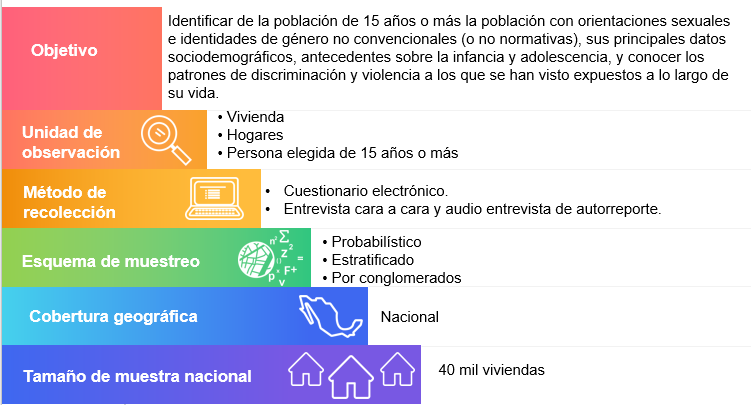 Objetivo
Identificar de la población de 15 años o más la población con orientaciones sexuales
e identidades de género no convencionales (o no normativas), sus principales datos
sociodemográficos, antecedentes sobre la infancia y adolescencia, y conocer los
patrones de discriminación y violencia a los que se han visto expuestos a lo largo de
su vida.
Unidad de
observación
• Vivienda
• Hogares
• Persona elegida de 15 años o más
Método de
recolección
• Cuestionario electrónico.
• Entrevista cara a cara y audio entrevista de autorreporte.
Esquema de muestreo
• Probabilístico
• Estratificado
• Por conglomerados
Cobertura geográfica
Nacional
Tamaño de muestra nacional
40 mil viviendas